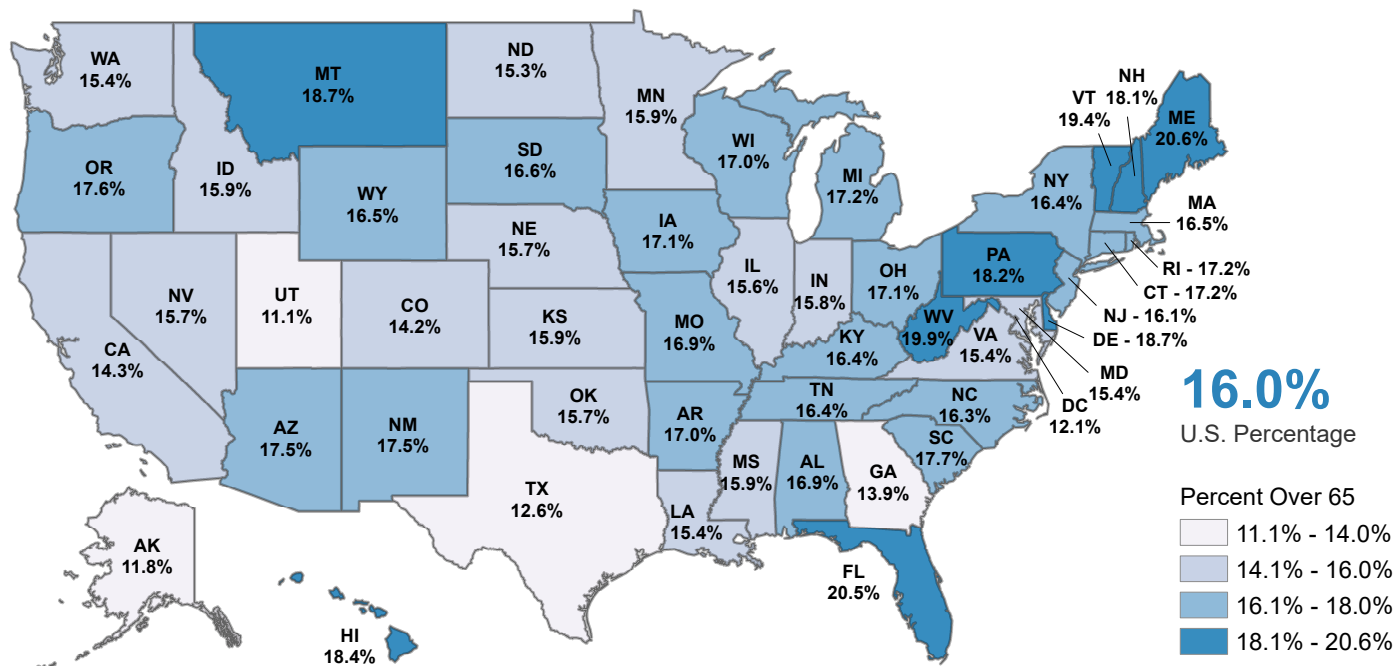 WA
15.4%
MT
18.7%
ND
15.3%
MN
15.9%
NH
18.1%
VT
19.4%
ME
20.6%
OR
17.6%
ID
15.9%
WY
16.5%
SD
16.6%
WI
17.0%
MI
17.2%
NY
16.4%
MA
16.5%
NE
15.7%
IA
17.1%
IL
15.6%
IN
15.8%
OH
17.1%
PA
18.2%
RI - 17.2%
CT - 17.2%
NJ - 16.1%
DE - 18.7%
NV
15.7%
UT
11.1%
CO
14.2%
KS
15.9%
MO
16.9%
KY
16.4%
WV
19.9%
VA
15.4%
MD
15.4%
DC
12.1%
CA
14.3%
AZ
17.5%
NM
17.5%
OK
15.7%
AR
17.0%
TN
16.4%
NC
16.3%
SC
17.7%
TX
12.6%
LA
15.4%
MS
15.9%
AL
16.9%
GA
13.9%
FL
20.5%
AK
11.8%
HI
18.4%
16.0%
U.S. Percentage
Percent Over 65
11.1% - 14.0%
14.1% - 16.0%
16.1% - 18.0%
18.1% - 20.6%